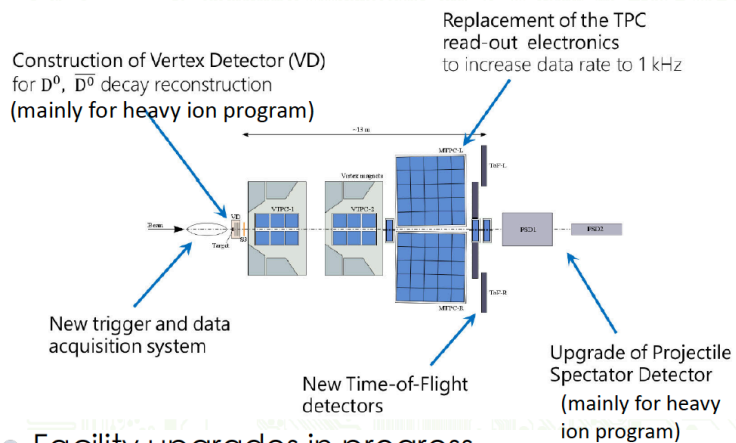 Replacement of the TPC
read-out electronics
to increase data rate to 1 kHz
Construction of Vertex Detector (VD)
for D⁰, D̅⁰ decay reconstruction
(mainly for heavy ion program)
~13 m
MTPC-L
ToF-L
Vertex magnets
VTPC-1
VTPC-2
Beam
VD
Target
S3
PSD1
PSD2
ToF-R
MTPC-R
New trigger and data
acquisition system
New Time-of-Flight
detectors
Upgrade of Projectile
Spectator Detector
(mainly for heavy
ion program)
Facility upgrades in progress